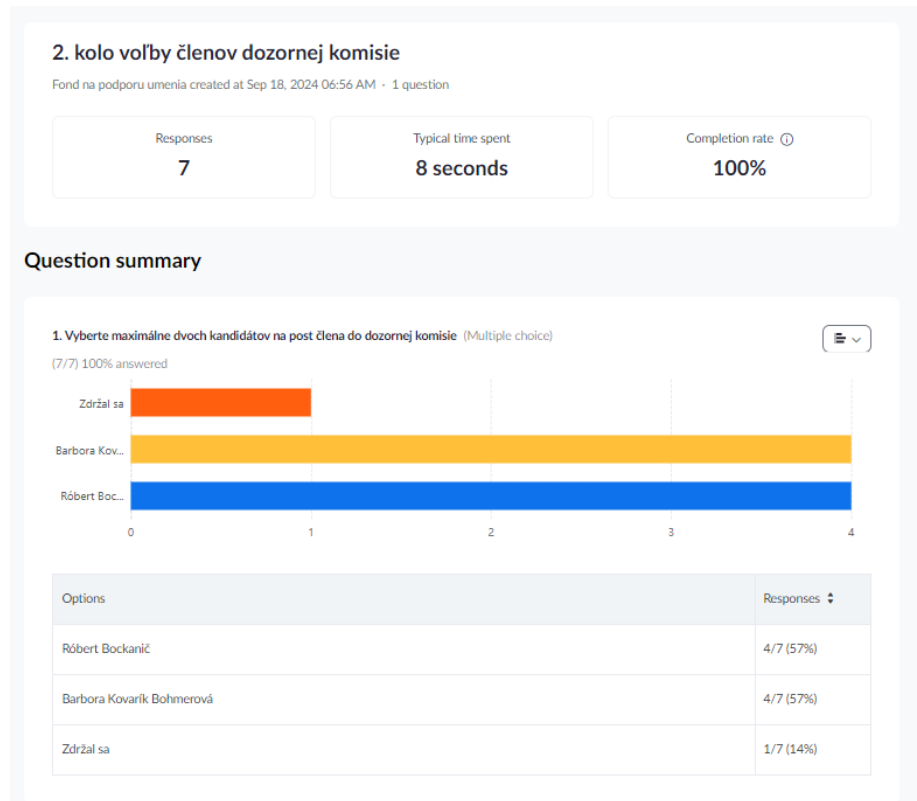 2. kolo voľby členov dozornej komisie
Fond na podporu umenia created at Sep 18, 2024 06:56 AM · 1 question
Responses
7
Typical time spent
8 seconds
Completion rate
100%
Question summary
1. Vyberte maximálne dvoch kandidátov na post člena do dozornej komisie (Multiple choice)
(7/7) 100% answered
Zdržal sa
Barbora Kov...
Róbert Boc...
0 1 2 3 4
Options Responses
Róbert Bockanič 4/7 (57%)
Barbora Kovarík Bohmerová 4/7 (57%)
Zdržal sa 1/7 (14%)